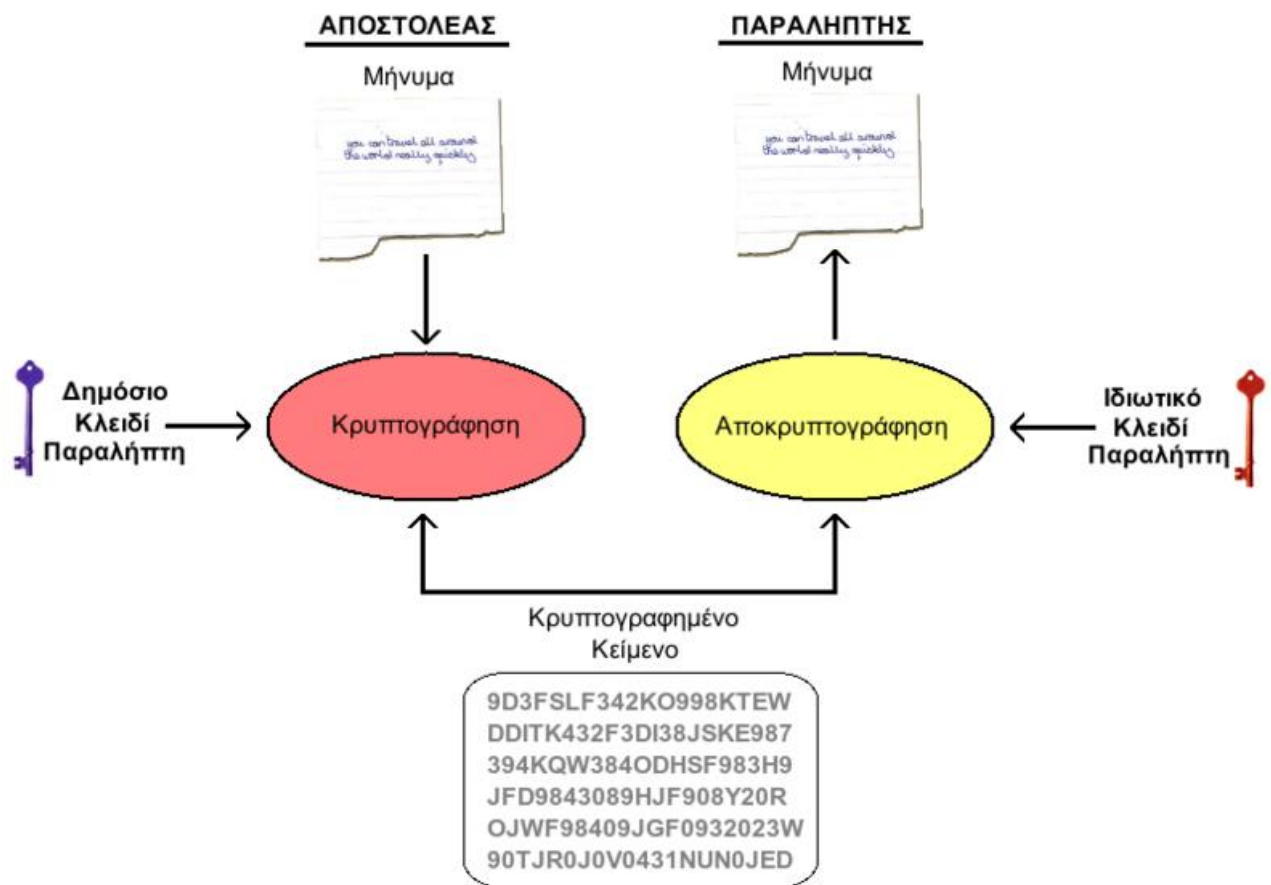 ΑΠΟΣΤΟΛΕΑΣ
Μήνυμα
you can travel all around
the world really quickly
ΠΑΡΑΛΗΠΤΗΣ
Μήνυμα
you can travel all around
the world really quickly
Δημόσιο
Κλειδί
Παραλήπτη
Κρυπτογράφηση
Αποκρυπτογράφηση
Ιδιωτικό
Κλειδί
Παραλήπτη
Κρυπτογραφημένο
Κείμενο
9D3FSLF342KO998KTEW
DDITK432F3DI38JSKE987
394KQW384ODHSF983H9
JFD9843089HJF908Y20R
OJWF98409JGF0932023W
90TJR0J0V0431NUN0JED